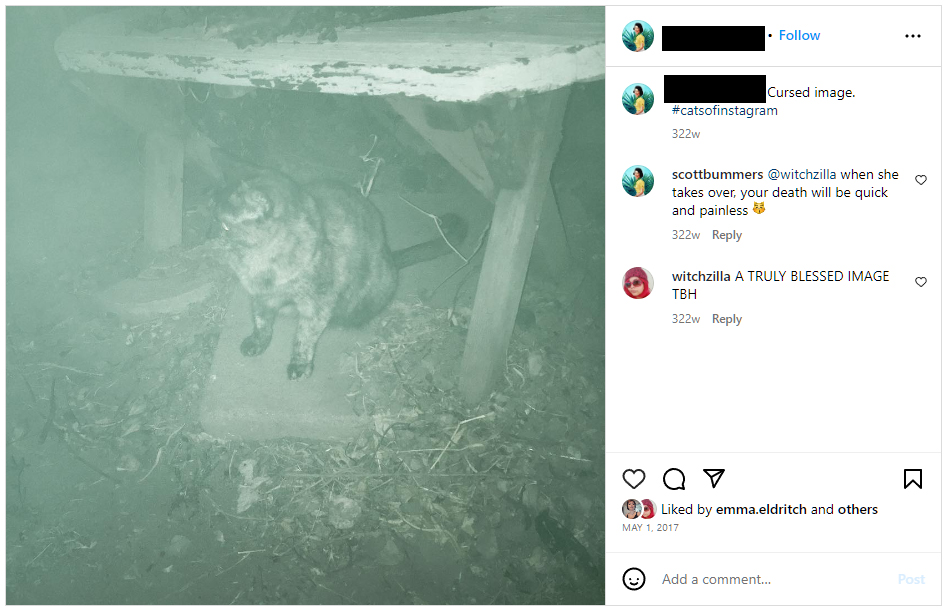 • Follow
Cursed image.
#catsofinstagram
322w
scottbummers @witchzilla when she
takes over, your death will be quick
and painless 😽
322w Reply
witchzilla A TRULY BLESSED IMAGE
TBH
322w Reply
Liked by emma.eldritch and others
MAY 1, 2017
Add a comment...
Post